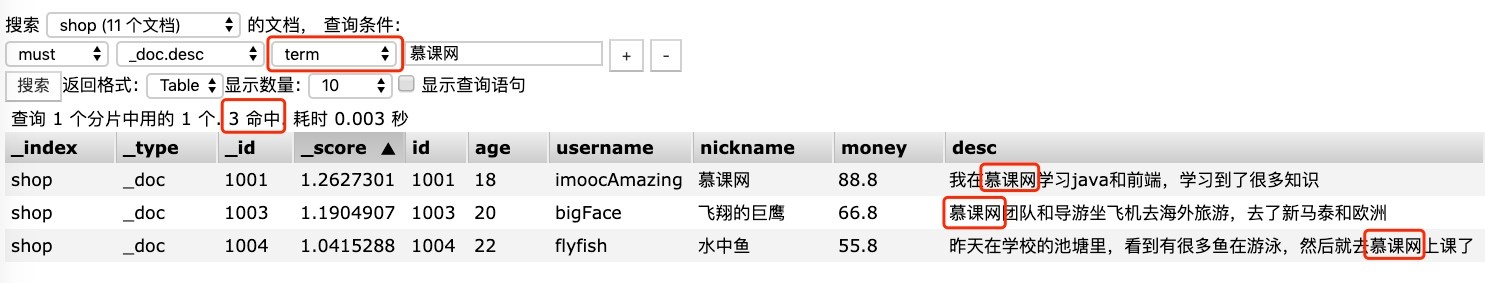 搜索 shop (11 个文档) 的文档， 查询条件：
must _doc.desc term 慕课网 + -
搜索 返回格式： Table 显示数量： 10 显示查询语句
查询 1 个分片中用的 1 个. 3 命中. 耗时 0.003 秒
_index _type _id _score ▲ id age username nickname money desc
shop _doc 1001 1.2627301 1001 18 imoocAmazing 慕课网 88.8 我在慕课网学习java和前端，学习到了很多知识
shop _doc 1003 1.1904907 1003 20 bigFace 飞翔的巨鹰 66.8 慕课网团队和导游坐飞机去海外旅游，去了新马泰和欧洲
shop _doc 1004 1.0415288 1004 22 flyfish 水中鱼 55.8 昨天在学校的池塘里，看到有很多鱼在游泳，然后就去慕课网上课了